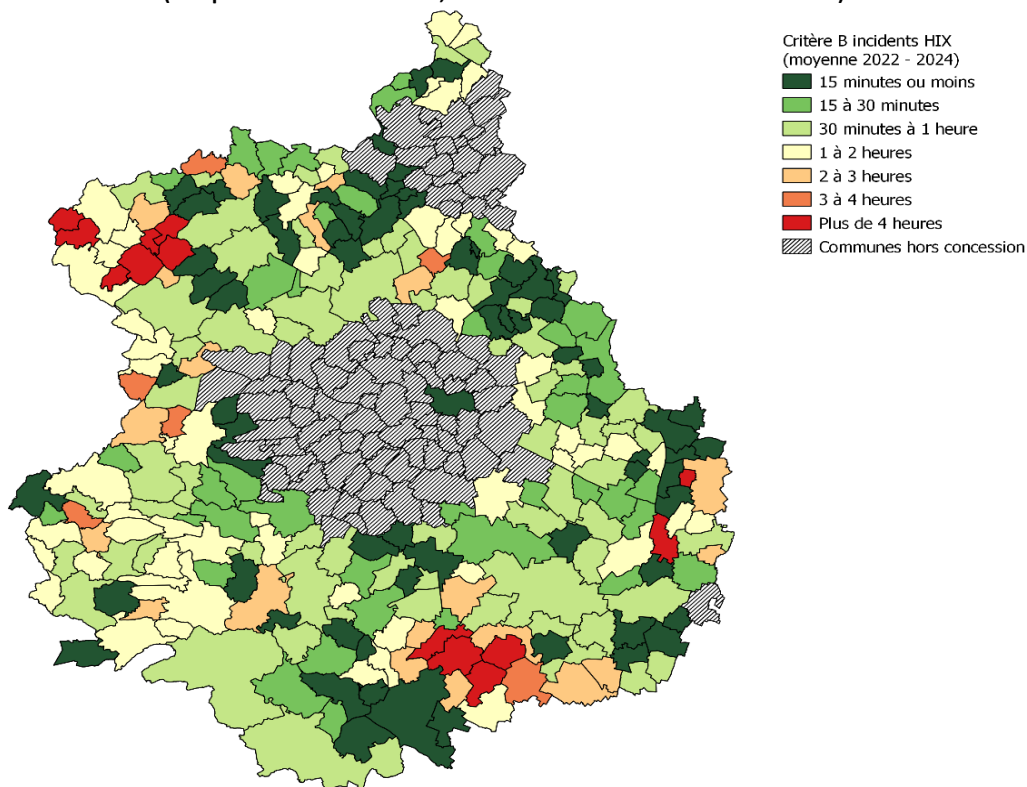 Critère B incidents HIX
(moyenne 2022 - 2024)
15 minutes ou moins
15 à 30 minutes
30 minutes à 1 heure
1 à 2 heures
2 à 3 heures
3 à 4 heures
Plus de 4 heures
Communes hors concession